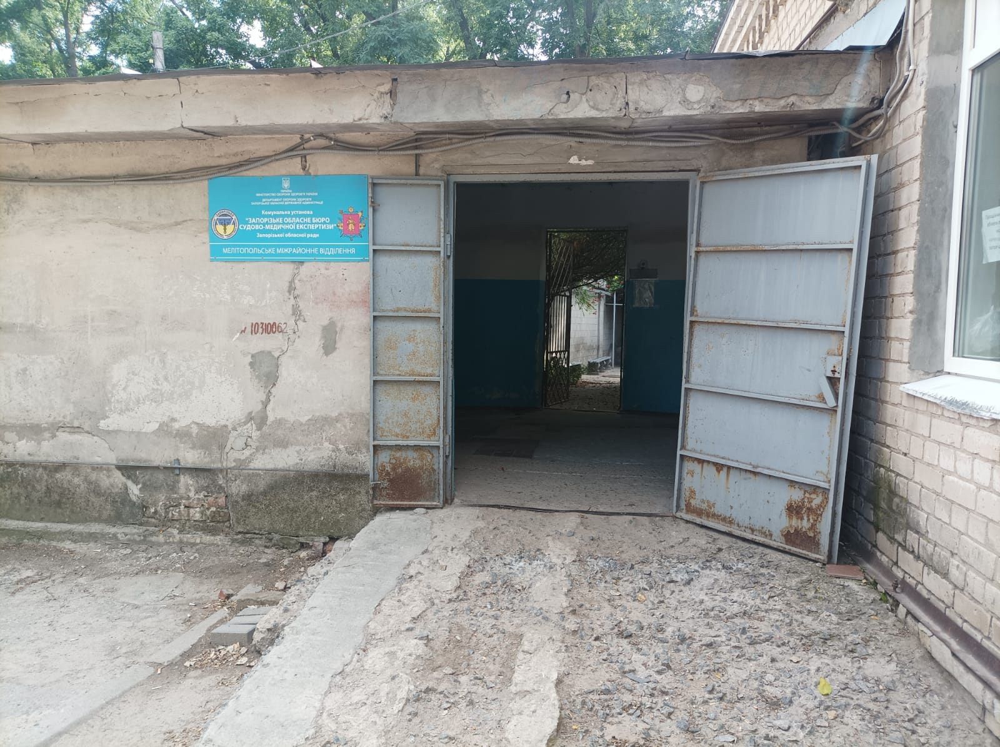 УКРАЇНА
МІНІСТЕРСТВО ОХОРОНИ ЗДОРОВ'Я УКРАЇНИ
ДЕПАРТАМЕНТ ОХОРОНИ ЗДОРОВ'Я
ЗАПОРІЗЬКОЇ ОБЛАСНОЇ ДЕРЖАВНОЇ АДМІНІСТРАЦІЇ
Комунальна установа
"ЗАПОРІЗЬКЕ ОБЛАСНЕ БЮРО
СУДОВО-МЕДИЧНОЇ ЕКСПЕРТИЗИ"
Запорізької обласної ради
МЕЛІТОПОЛЬСЬКЕ МІЖРАЙОННЕ ВІДДІЛЕННЯ
10310062